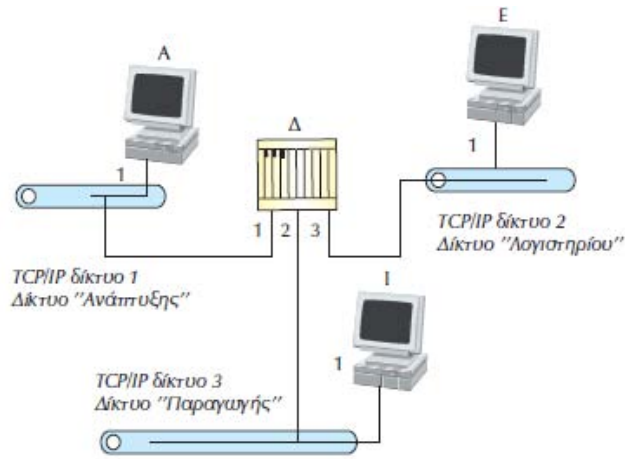 Α
Ε
Δ
1
1
1 2 3
TCP/IP δίκτυο 1
Δίκτυο "Ανάπτυξης"
TCP/IP δίκτυο 2
Δίκτυο "Λογιστηρίου"
Ι
1
TCP/IP δίκτυο 3
Δίκτυο "Παραγωγής"